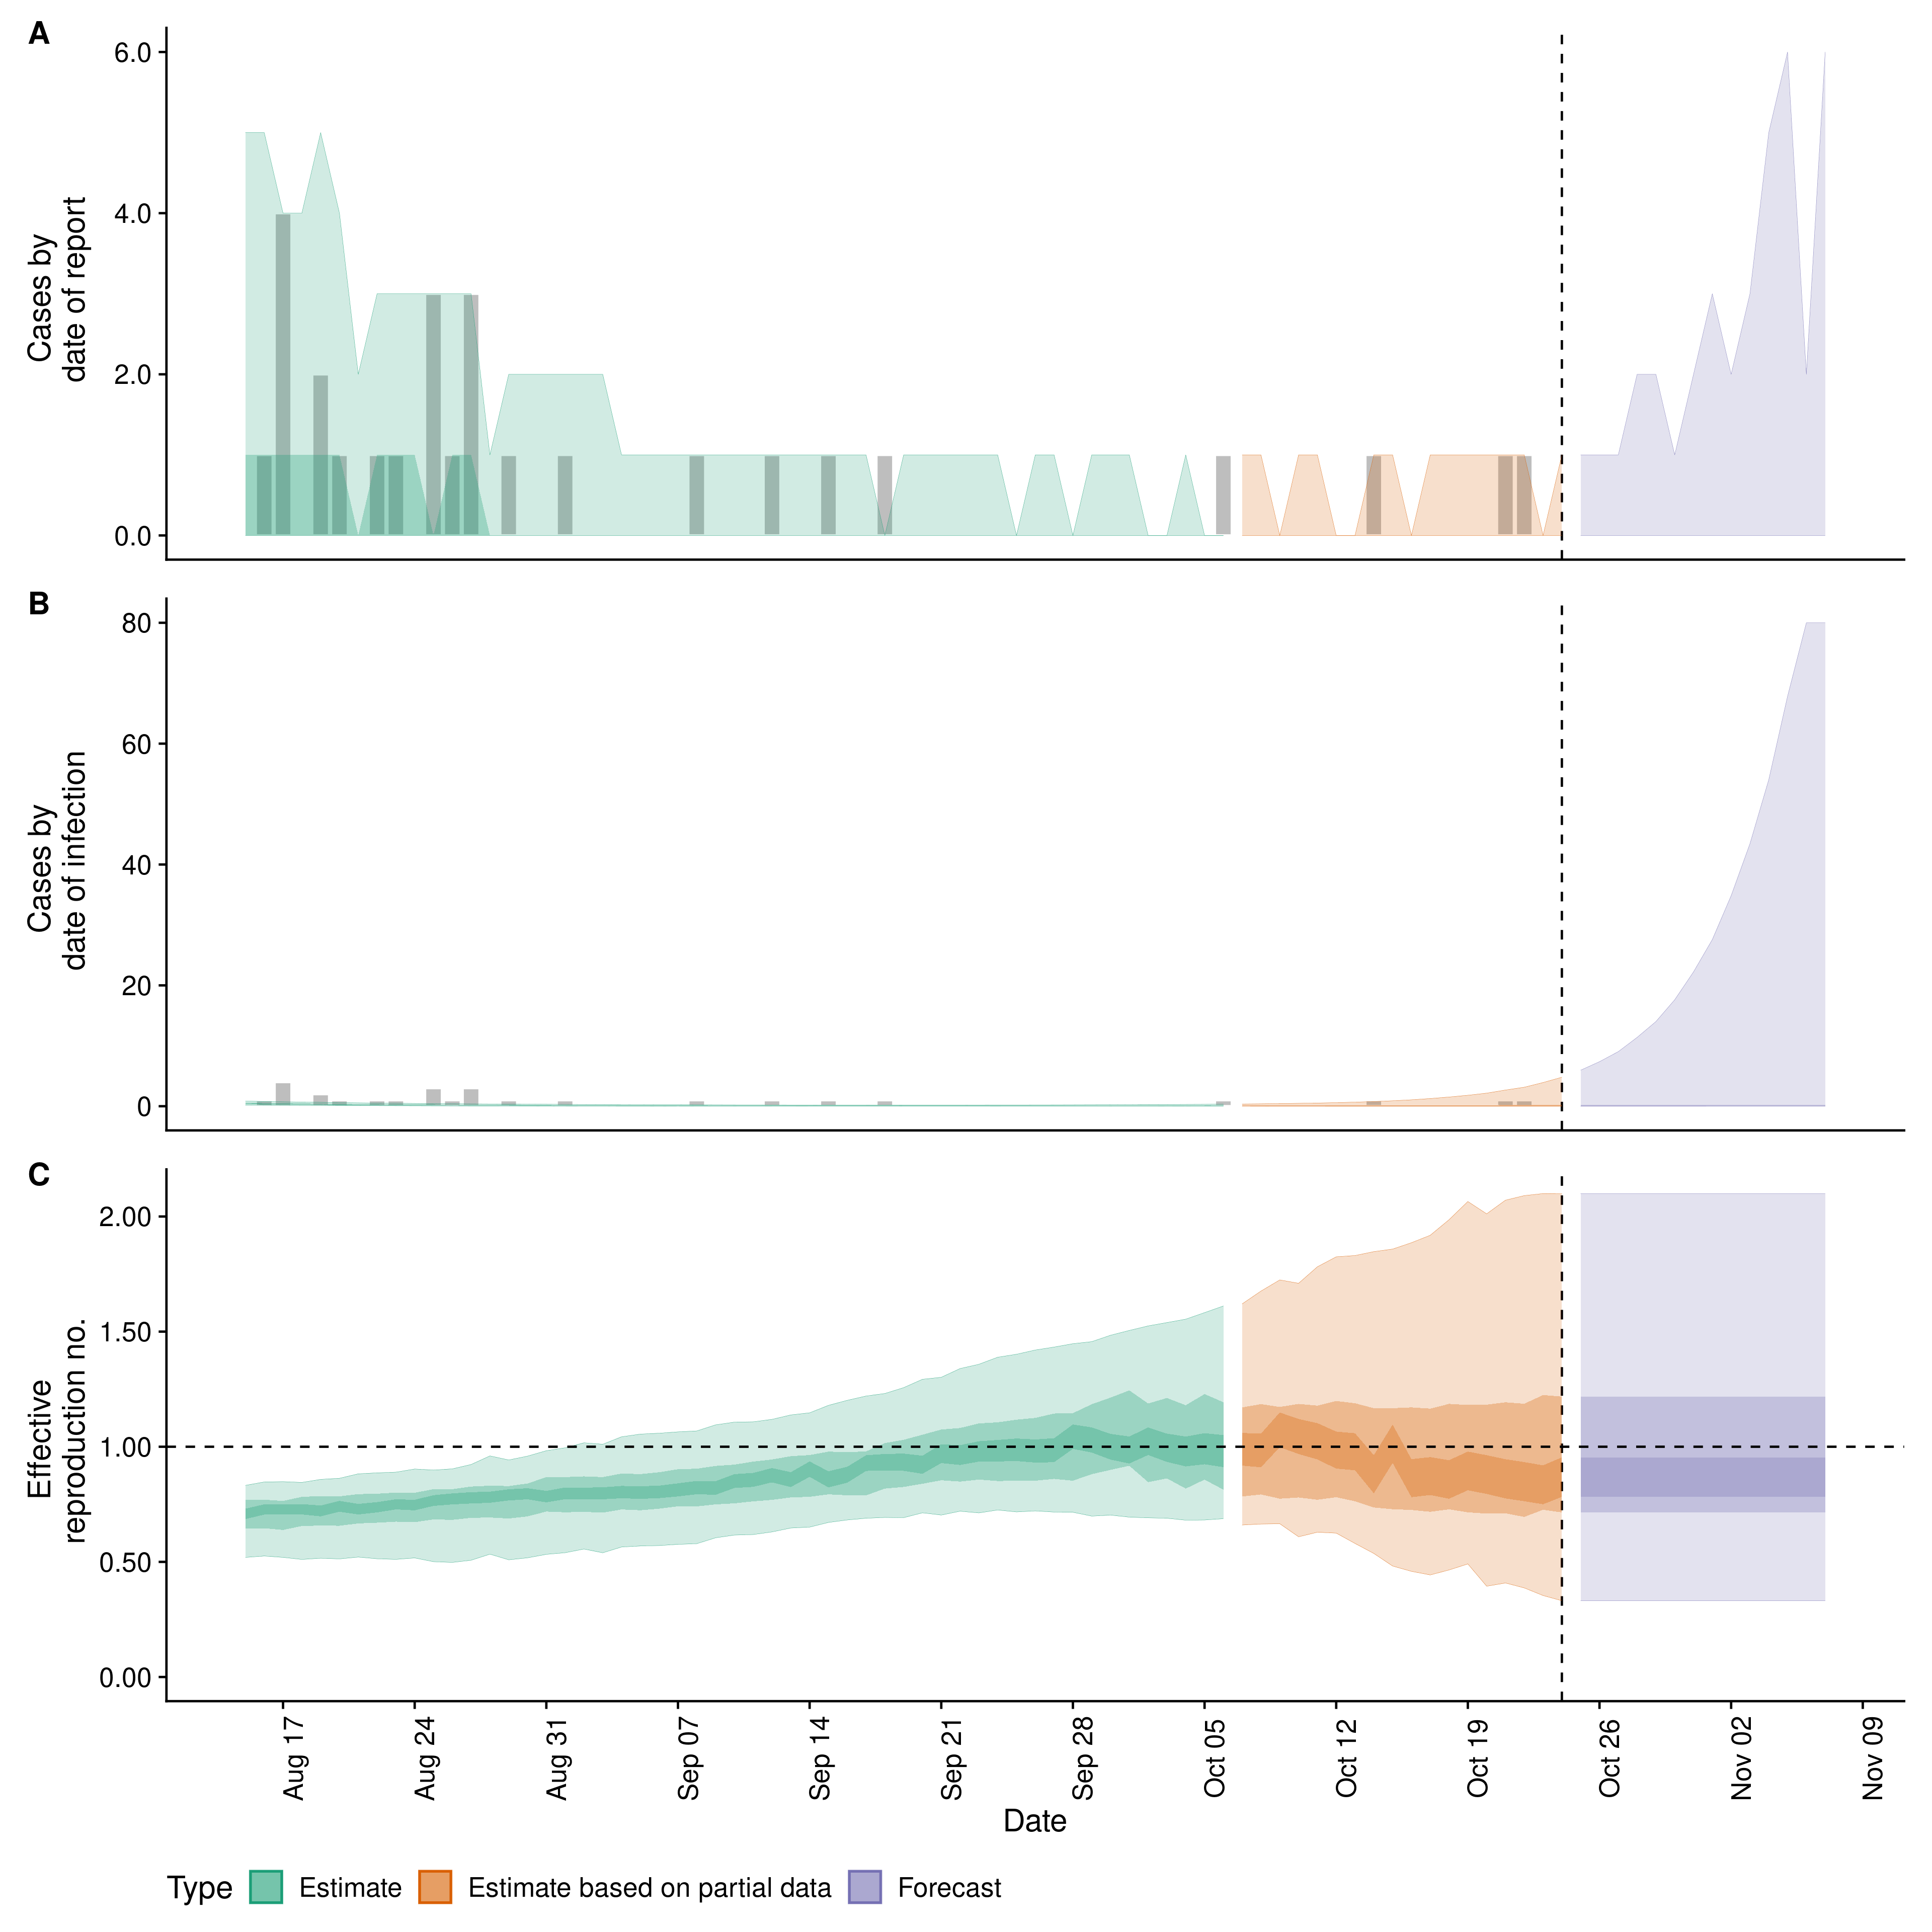 A
Cases by
date of report
6.0
4.0
2.0
0.0
B
Cases by
date of infection
80
60
40
20
0
C
Effective
reproduction no.
2.00
1.50
1.00
0.50
0.00
Aug 17
Aug 24
Aug 31
Sep 07
Sep 14
Sep 21
Sep 28
Oct 05
Oct 12
Oct 19
Oct 26
Nov 02
Nov 09
Date
Type Estimate Estimate based on partial data Forecast